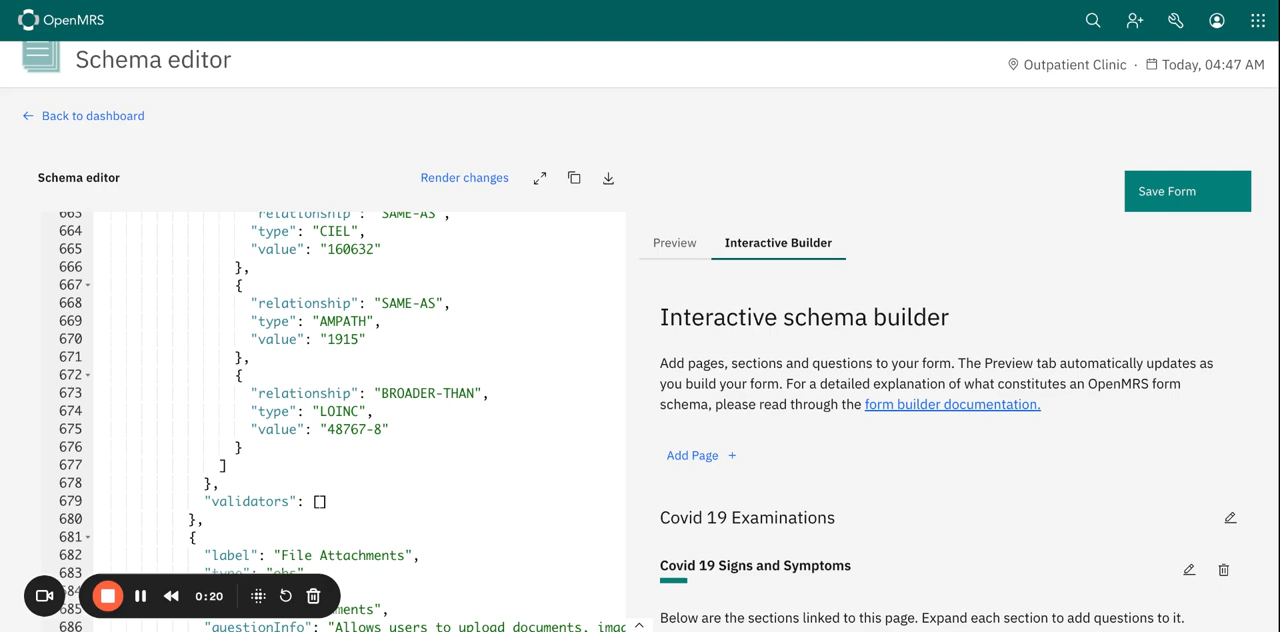 OpenMRS
Schema editor
Outpatient Clinic · Today, 04:47 AM
← Back to dashboard
Schema editor
Render changes
Save Form
663 "relationship": "SAME-AS",
664 "type": "CIEL",
665 "value": "160632"
666 },
667 {
668 "relationship": "SAME-AS",
669 "type": "AMPATH",
670 "value": "1915"
671 },
672 {
673 "relationship": "BROADER-THAN",
674 "type": "LOINC",
675 "value": "48767-8"
676 }
677 ]
678 },
679 "validators": []
680 },
681 {
682 "label": "File Attachments",
683 "type": "obs"
684
685 ments",
686 "questionInfo": "Allows users to upload documents, imag
0:20
Preview
Interactive Builder
Interactive schema builder
Add pages, sections and questions to your form. The Preview tab automatically updates as
you build your form. For a detailed explanation of what constitutes an OpenMRS form
schema, please read through the form builder documentation.
Add Page +
Covid 19 Examinations
Covid 19 Signs and Symptoms
Below are the sections linked to this page. Expand each section to add questions to it.